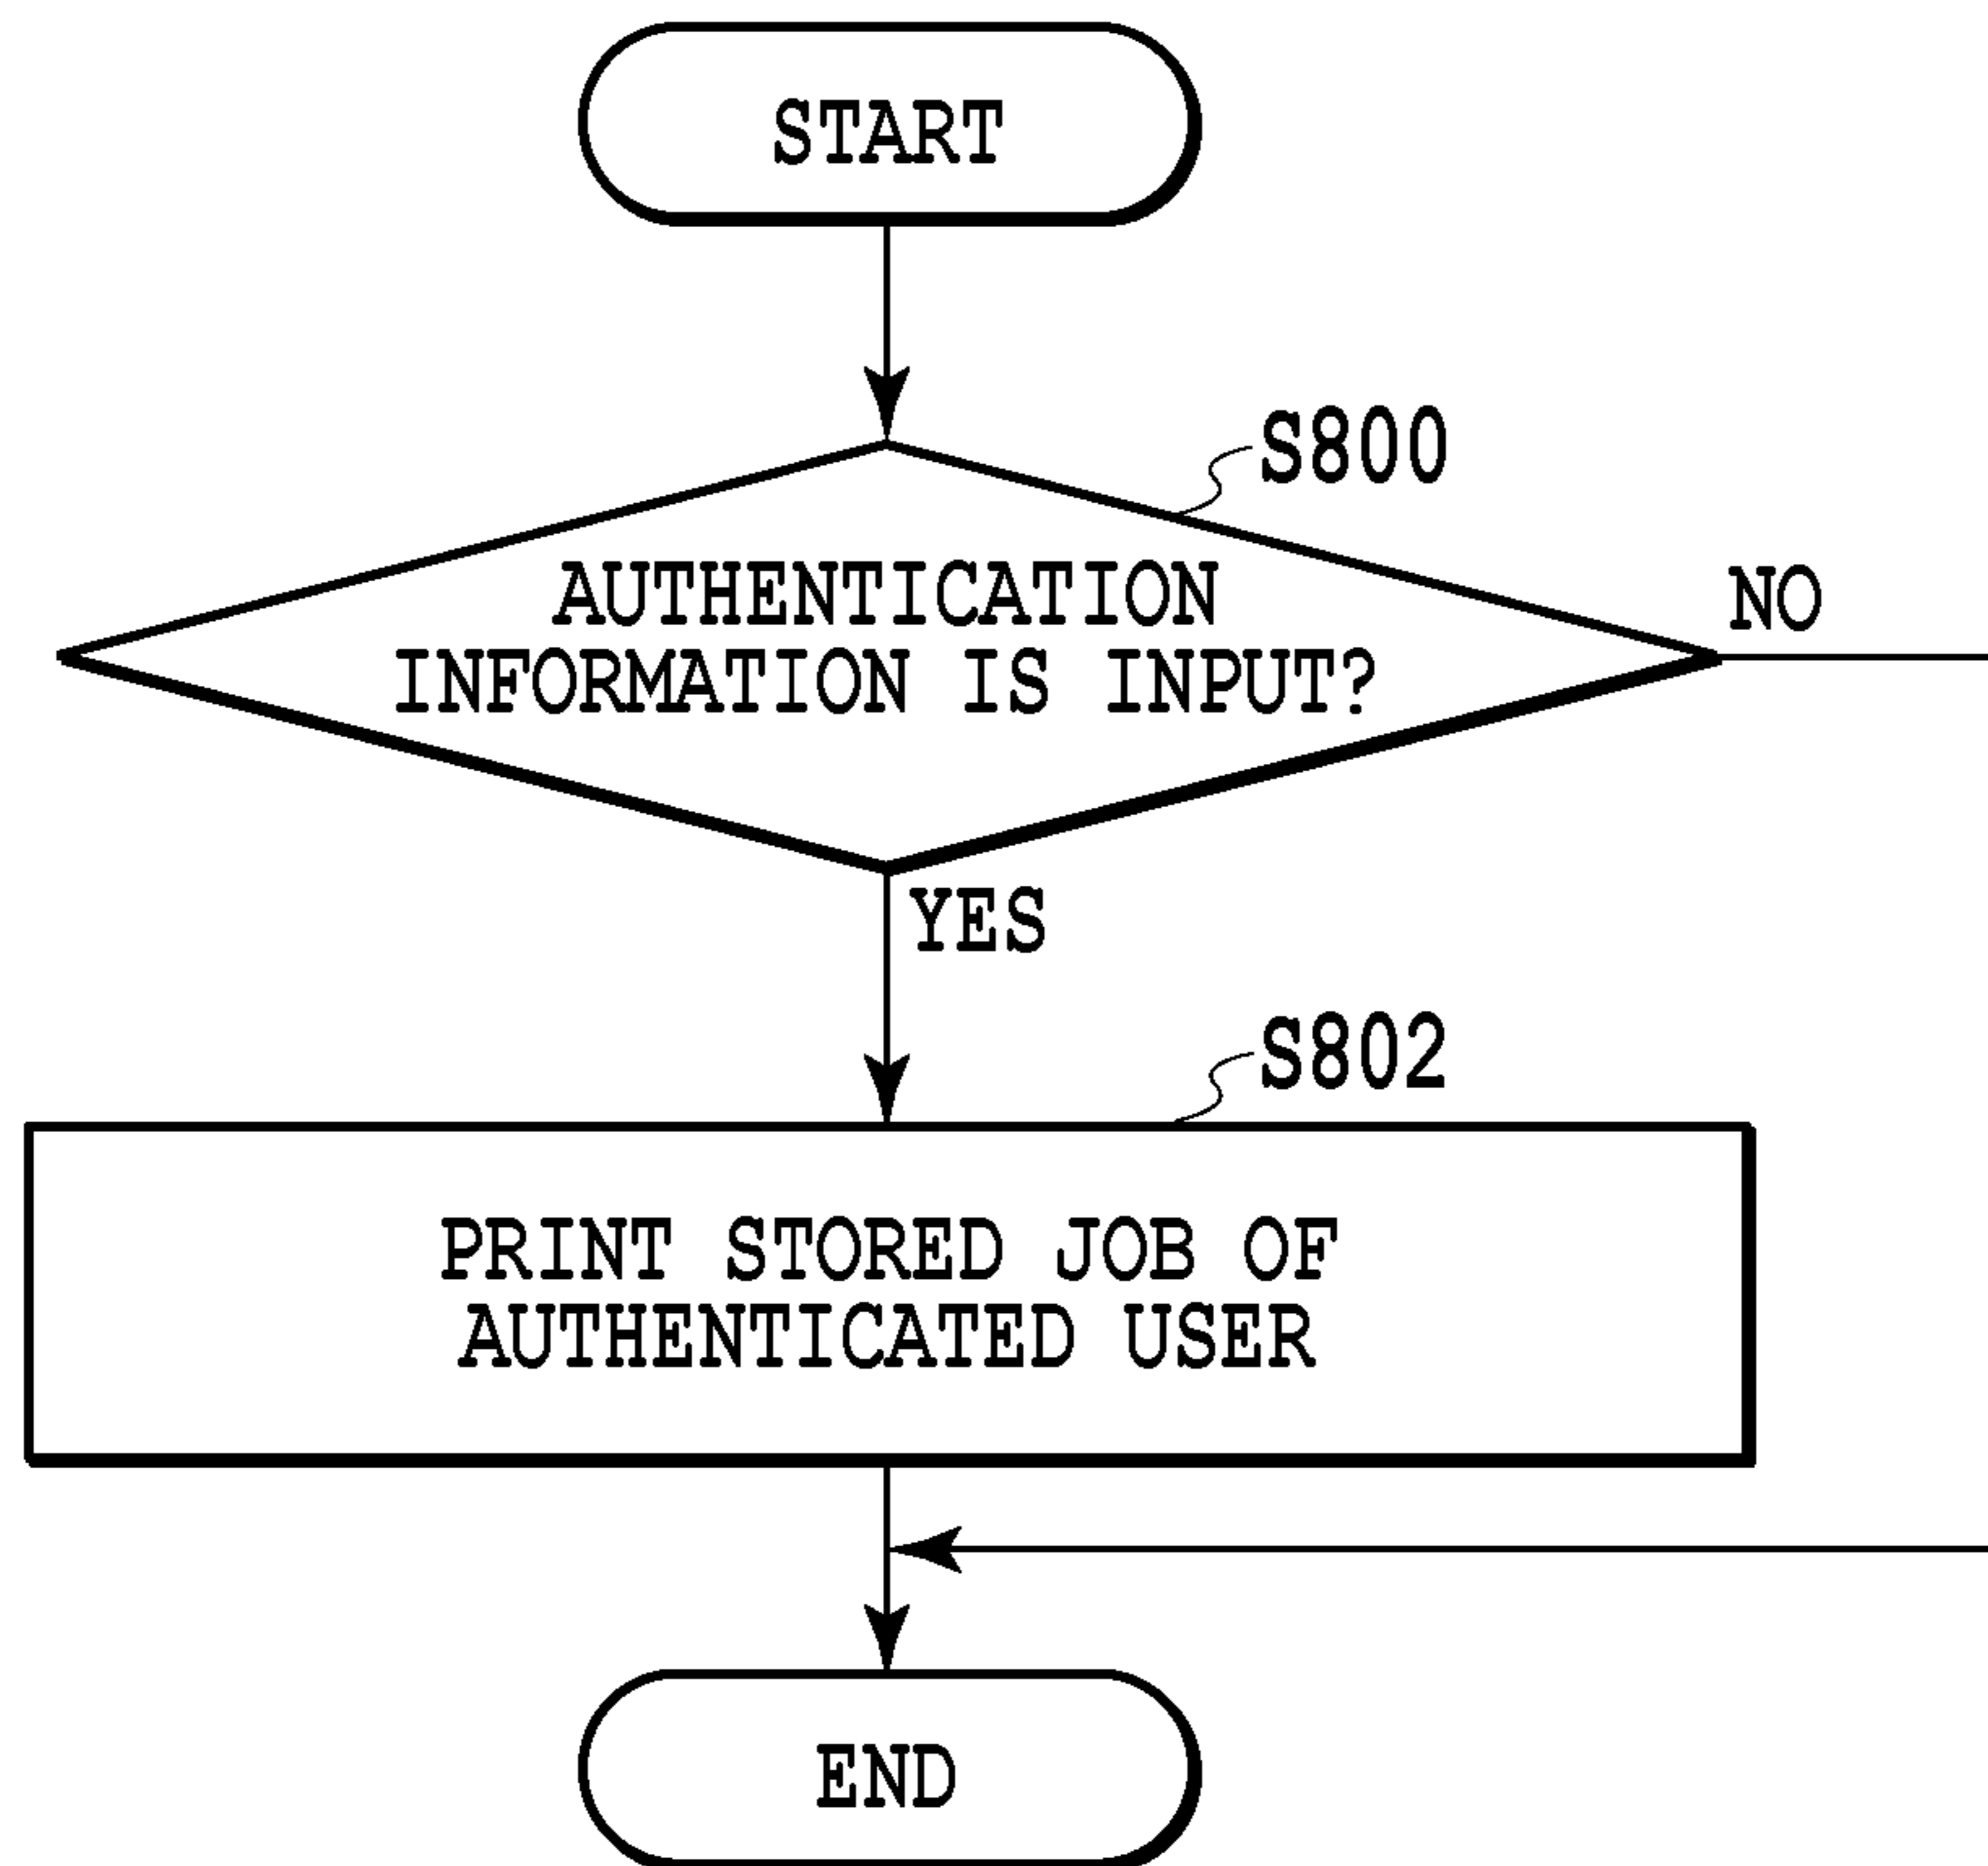 START
S800
AUTHENTICATION
INFORMATION IS INPUT?
NO
YES
S802
PRINT STORED JOB OF
AUTHENTICATED USER
END